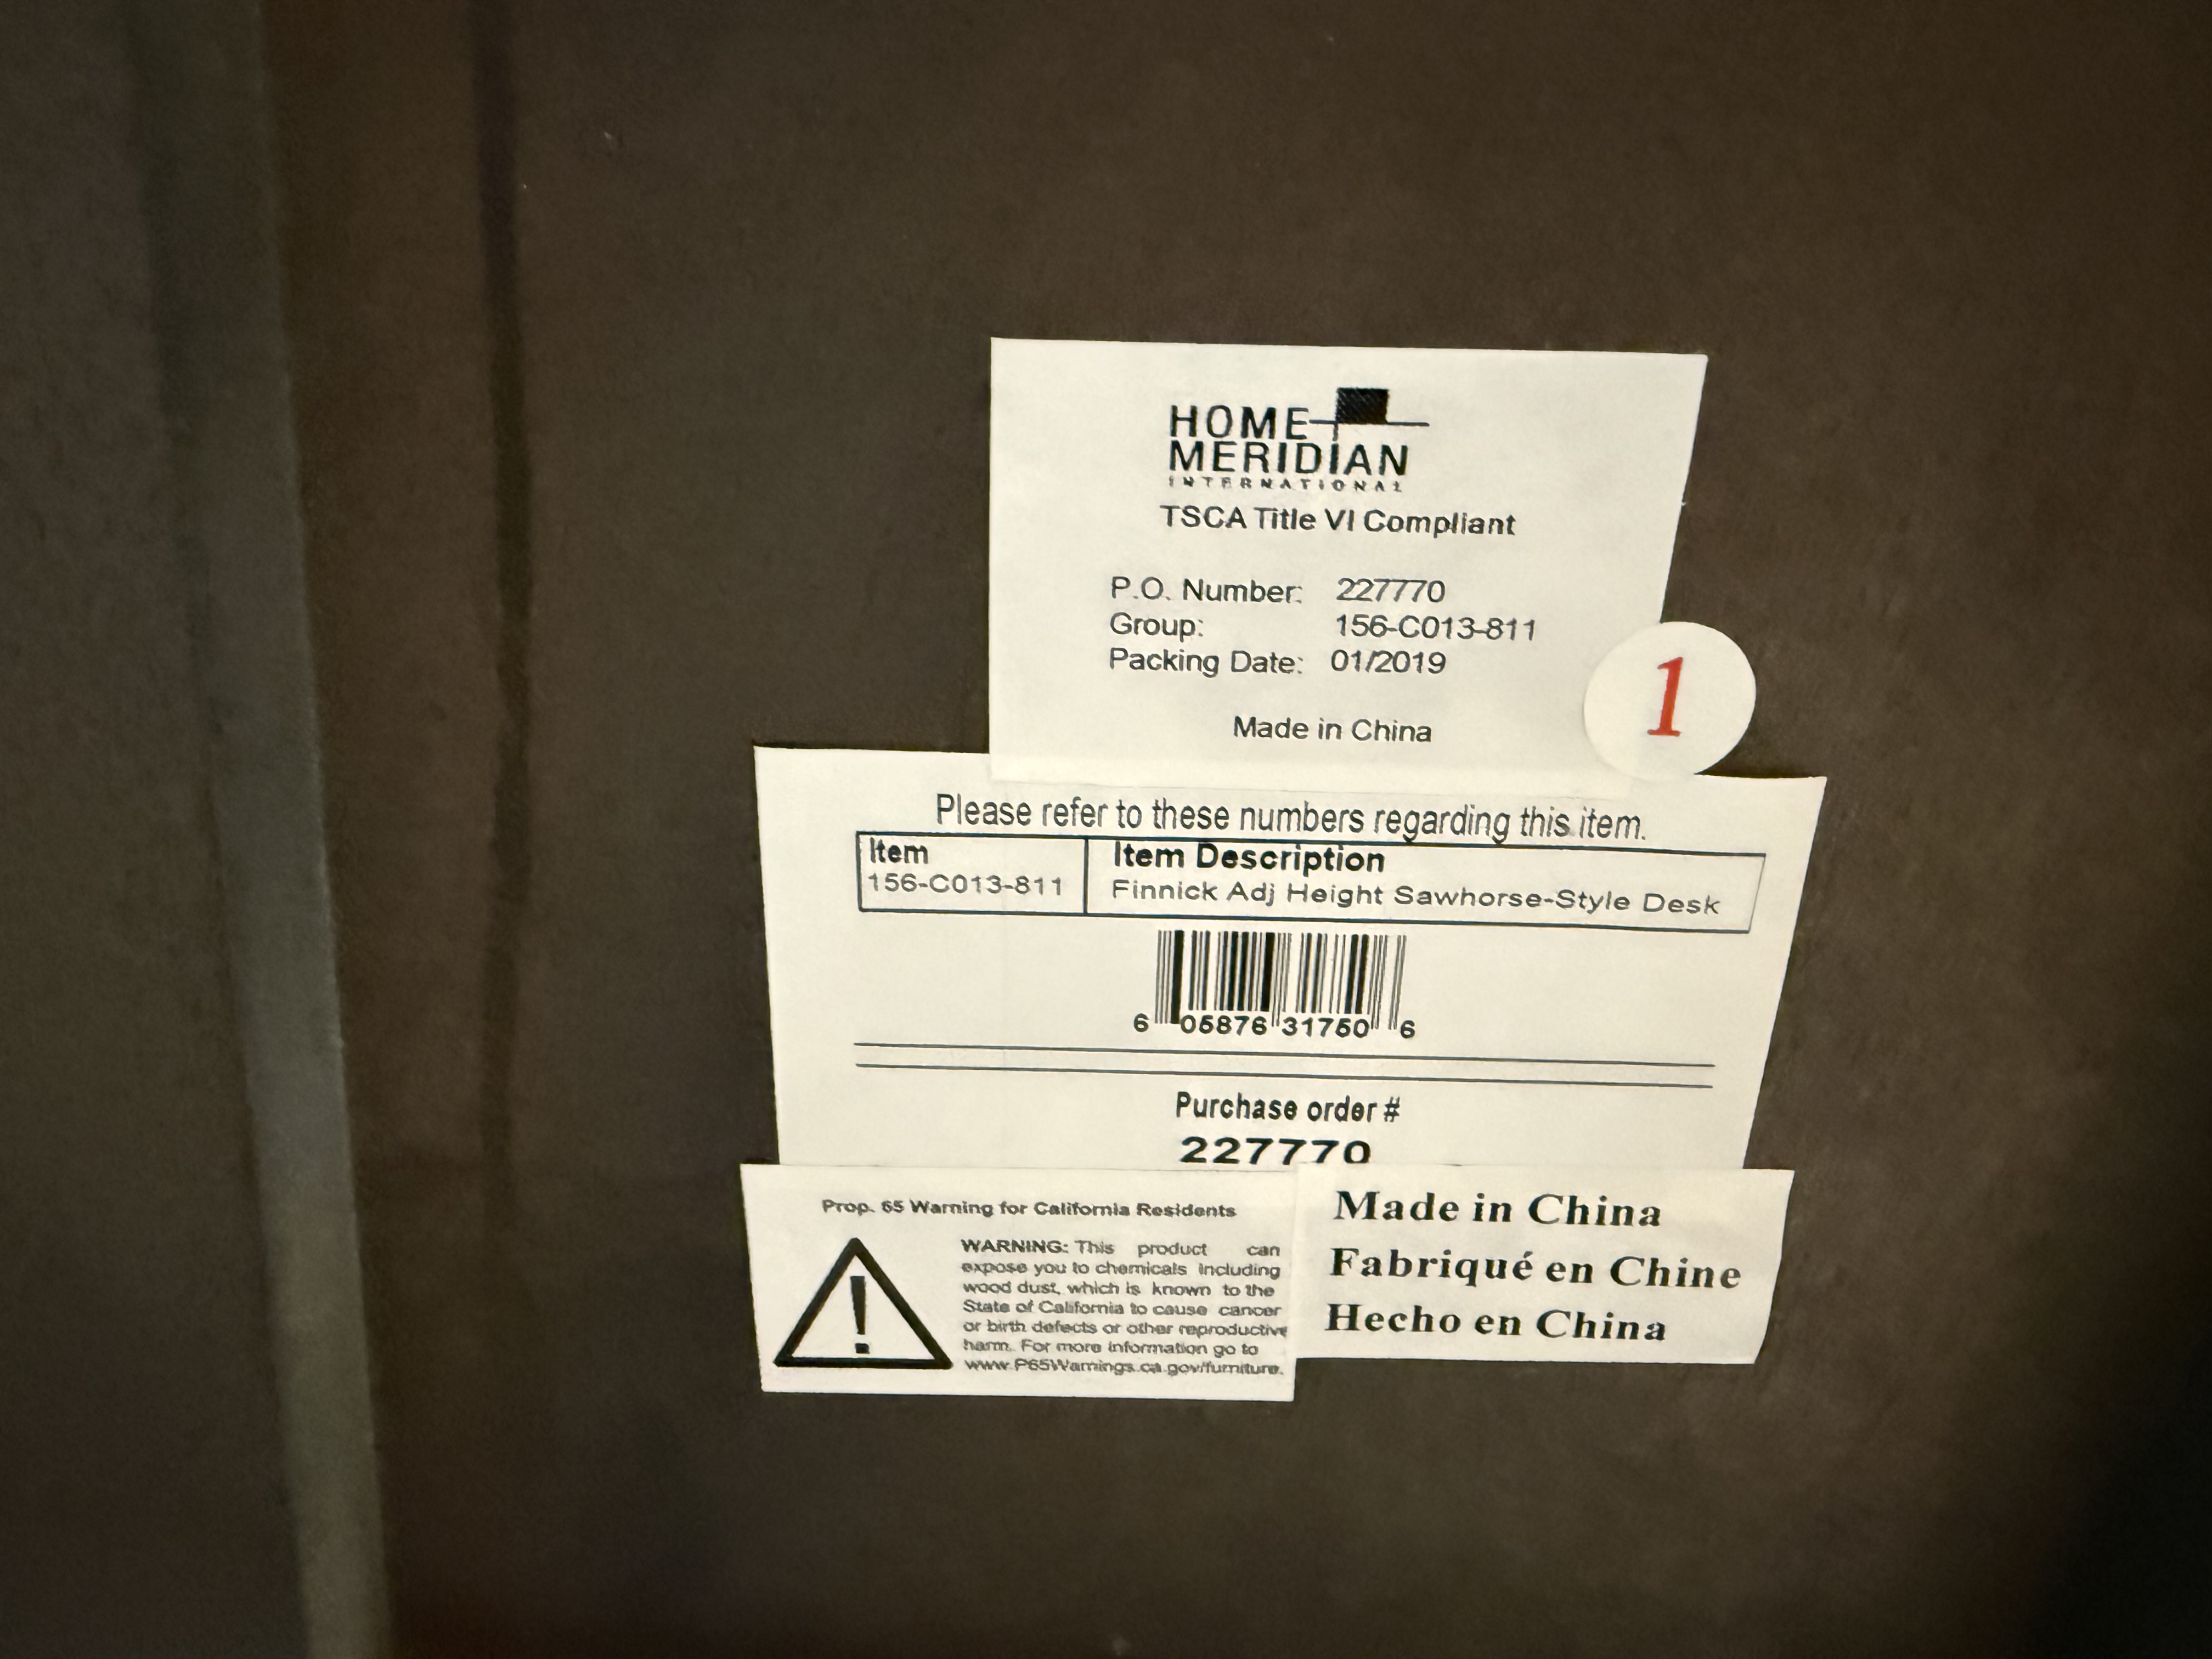 HOME
MERIDIAN
INTERNATIONAL
TSCA Title VI Compliant
P.O. Number: 227770
Group: 156-C013-811
Packing Date: 01/2019
Made in China
1
Please refer to these numbers regarding this item.
Item Item Description
156-C013-811 Finnick Adj Height Sawhorse-Style Desk
6 05876 31750 6
Purchase order #
227770
Prop. 65 Warning for California Residents
WARNING: This product can
expose you to chemicals including
wood dust, which is known to the
State of California to cause cancer
or birth defects or other reproductive
harm. For more information go to
www.P65Warnings.ca.gov/furniture.
Made in China
Fabriqué en Chine
Hecho en China